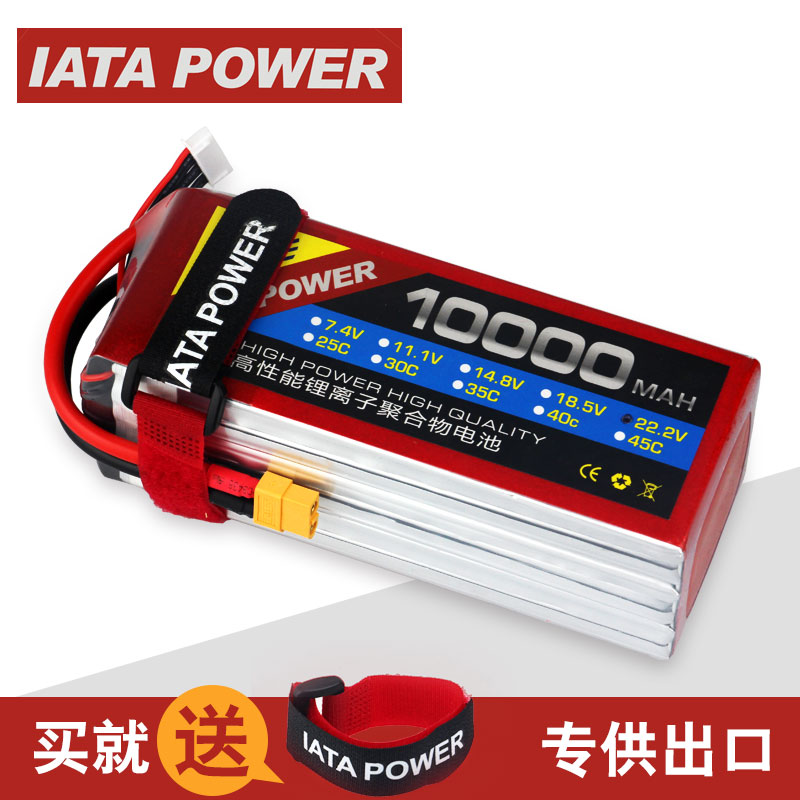 IATA POWER
IATA POWER
POWER
10000 MAH
7.4V 11.1V 14.8V 18.5V 22.2V
25C 30C 35C 40c 45C
HIGH POWER HIGH QUALITY
高性能锂离子聚合物电池
CE
买就送
IATA POWER
专供出口